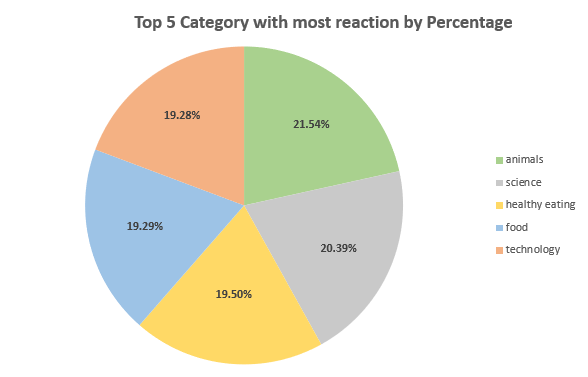 Top 5 Category with most reaction by Percentage
19.28%
21.54%
animals
science
healthy eating
food
technology
19.29%
20.39%
19.50%